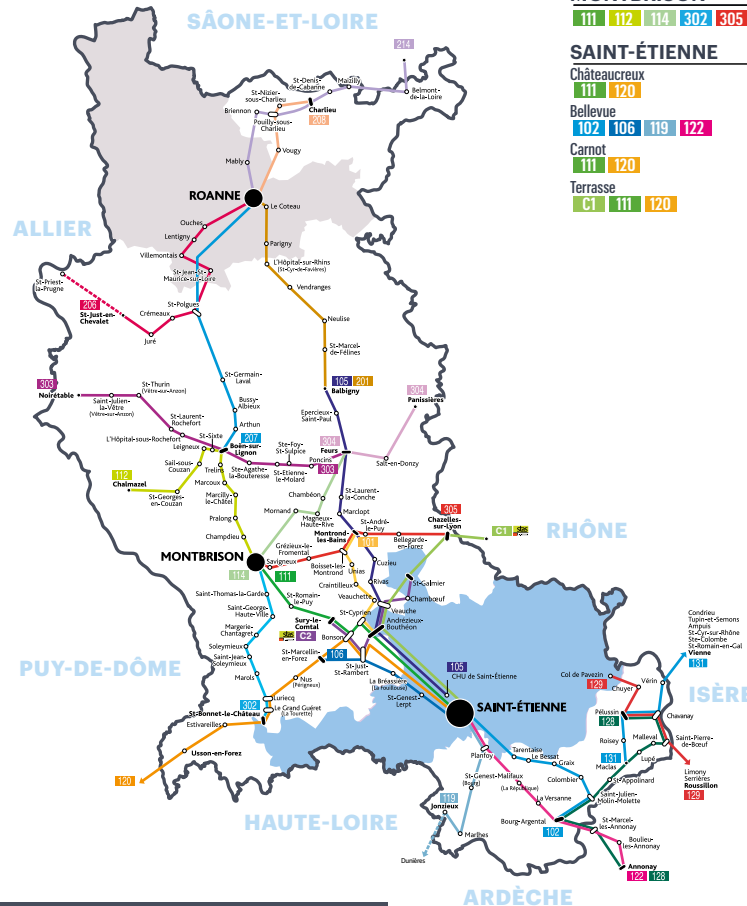 MONTBRISON
111 112 114 302 305
SAINT-ÉTIENNE
Châteaucreux
111 120
Bellevue
102 106 119 122
Carnot
111 120
Terrasse
C1 111 120
SÂONE-ET-LOIRE
214
St-Denis-
de-Cabanne
Maizilly
Belmont-
de-la-Loire
St-Nizier-
sous-Charlieu
Charlieu
208
Briennon
Pouilly-sous-
Charlieu
Vougy
Mably
ROANNE
Le Coteau
ALLIER
Ouches
Lentigny
Villemontais
Parigny
L'Hôpital-sur-Rhins
(St-Cyr-de-Favières)
St-Jean-St-
Maurice-sur-Loire
St-Priest-
la-Prugne
206
St-Just-en-
Chevalet
Crémeaux
St-Polgues
Juré
Vendranges
Neulise
St-Marcel-
de-Félines
St-Germain-
Laval
105 201
Balbigny
303
Noirétable
St-Thurin
(Vêtre-sur-Anzon)
Saint-Julien-
la-Vêtre
(Vêtre-sur-Anzon)
Bussy-
Albieux
Arthun
Epercieux-
Saint-Paul
304
Panissières
St-Laurent-
Rochefort
L'Hôpital-sous-Rochefort
St-Sixte
Leigneux
207
Boën-sur-
Lignon
Ste-Foy-
St-Sulpice
304
Feurs
Poncins
303
Salt-en-Donzy
Sail-sous-
Couzan
Trelins
Ste-Agathe-
la-Bouteresse
St-Etienne-
le-Molard
112
Chalmazel
St-Georges-
en-Couzan
Marcoux
Marcilly-
le-Châtel
Chambéon
St-Laurent-
la-Conche
Pralong
Mornand
Magneux-
Haute-Rive
Marclopt
305
Chazelles-
sur-Lyon
C1
stas
RHÔNE
Champdieu
St-André-
le-Puy
Montrond-
les-Bains
Bellegarde-
en-Forez
MONTBRISON
114
111
Grézieux-le-
Fromental
Savigneux
Boisset-les-
Montrond
Cuzieu
Unias
Rivas
St-Galmier
Craintilleux
Saint-Thomas-la-Garde
St-Romain-
le-Puy
Veauchette
Chambœuf
Saint-George-
Haute-Ville
Sury-le-
Comtal
St-Cyprien
Veauche
Andrézieux-
Bouthéon
stas C2
Bonson
Margerie-
Chantagret
Soleymieux
Saint-Jean-
Soleymieux
106
St-Marcellin-
en-Forez
St-Just-
St-Rambert
PUY-DE-DÔME
Marols
Nus
(Périgneux)
La Bréassière
(La Fouillouse)
St-Genest-
Lerpt
105
CHU de Saint-Étienne
SAINT-ÉTIENNE
302
Luriecq
Le Grand Guéret
(La Tourette)
St-Bonnet-le-Château
Estivareilles
Usson-en-Forez
120
Condrieu
Tupin-et-Semons
Ampuis
St-Cyr-sur-Rhône
Ste-Colombe
St-Romain-en-Gal
Vienne
131
ISÈRE
Col de Pavezin
129
Chuyer
Vérin
Pélussin
128
Chavanay
Roisey
Malleval
Saint-Pierre-
de-Bœuf
131
Maclas
Lupé
St-Appolinard
Limony
Serrières
Roussillon
129
Planfoy
Tarentaise
Le Bessat
Graix
Colombier
St-Genest-Malifaux
(Bourg)
(La République)
La Versanne
Saint-Julien-
Molin-Molette
119
Jonzieux
Bourg-Argental
102
St-Marcel-
les-Annonay
HAUTE-LOIRE
Marlhes
Dunières
Boulieu-
les-Annonay
Annonay
122 128
ARDÈCHE